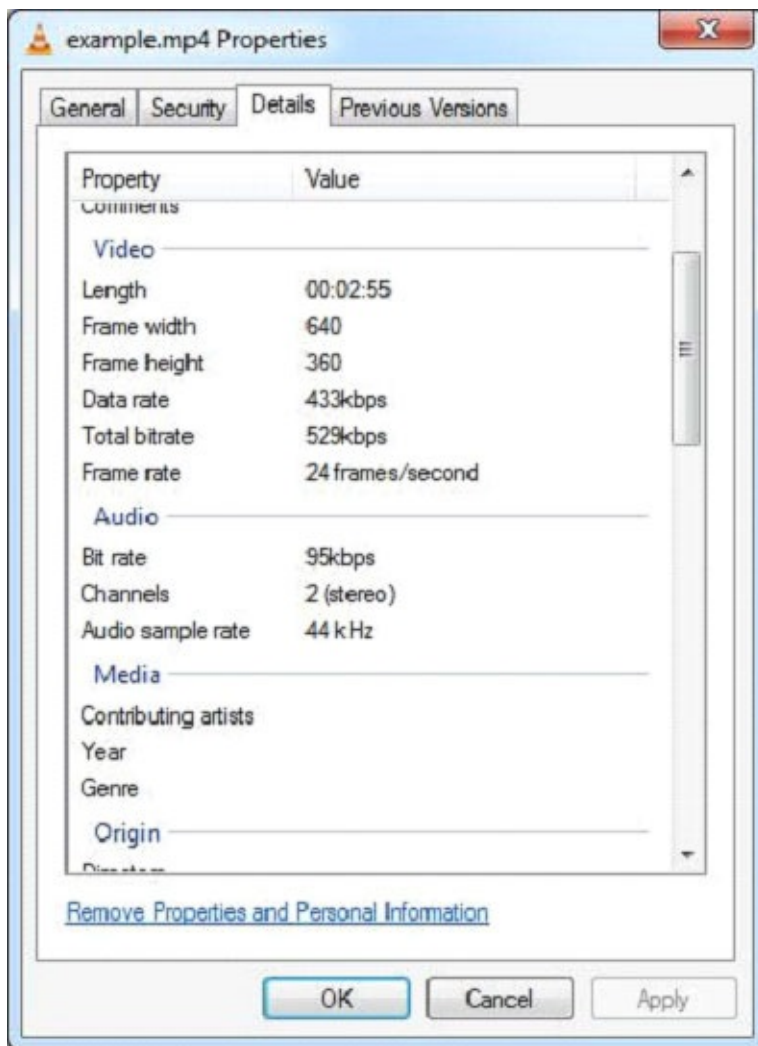 example.mp4 Properties
General Security Details Previous Versions
Property Value
Comments
Video
Length 00:02:55
Frame width 640
Frame height 360
Data rate 433kbps
Total bitrate 529kbps
Frame rate 24 frames/second
Audio
Bit rate 95kbps
Channels 2 (stereo)
Audio sample rate 44 kHz
Media
Contributing artists
Year
Genre
Origin
Remove Properties and Personal Information
OK Cancel Apply